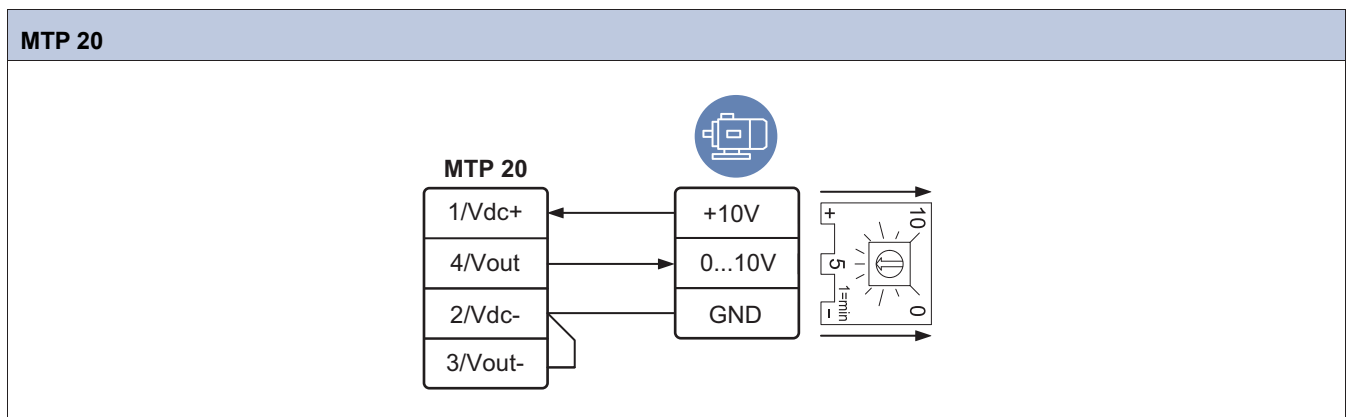 MTP 20
MTP 20
1/Vdc+
+10V
4/Vout
0...10V
2/Vdc-
GND
3/Vout-
+
10
5
1=min
-
0